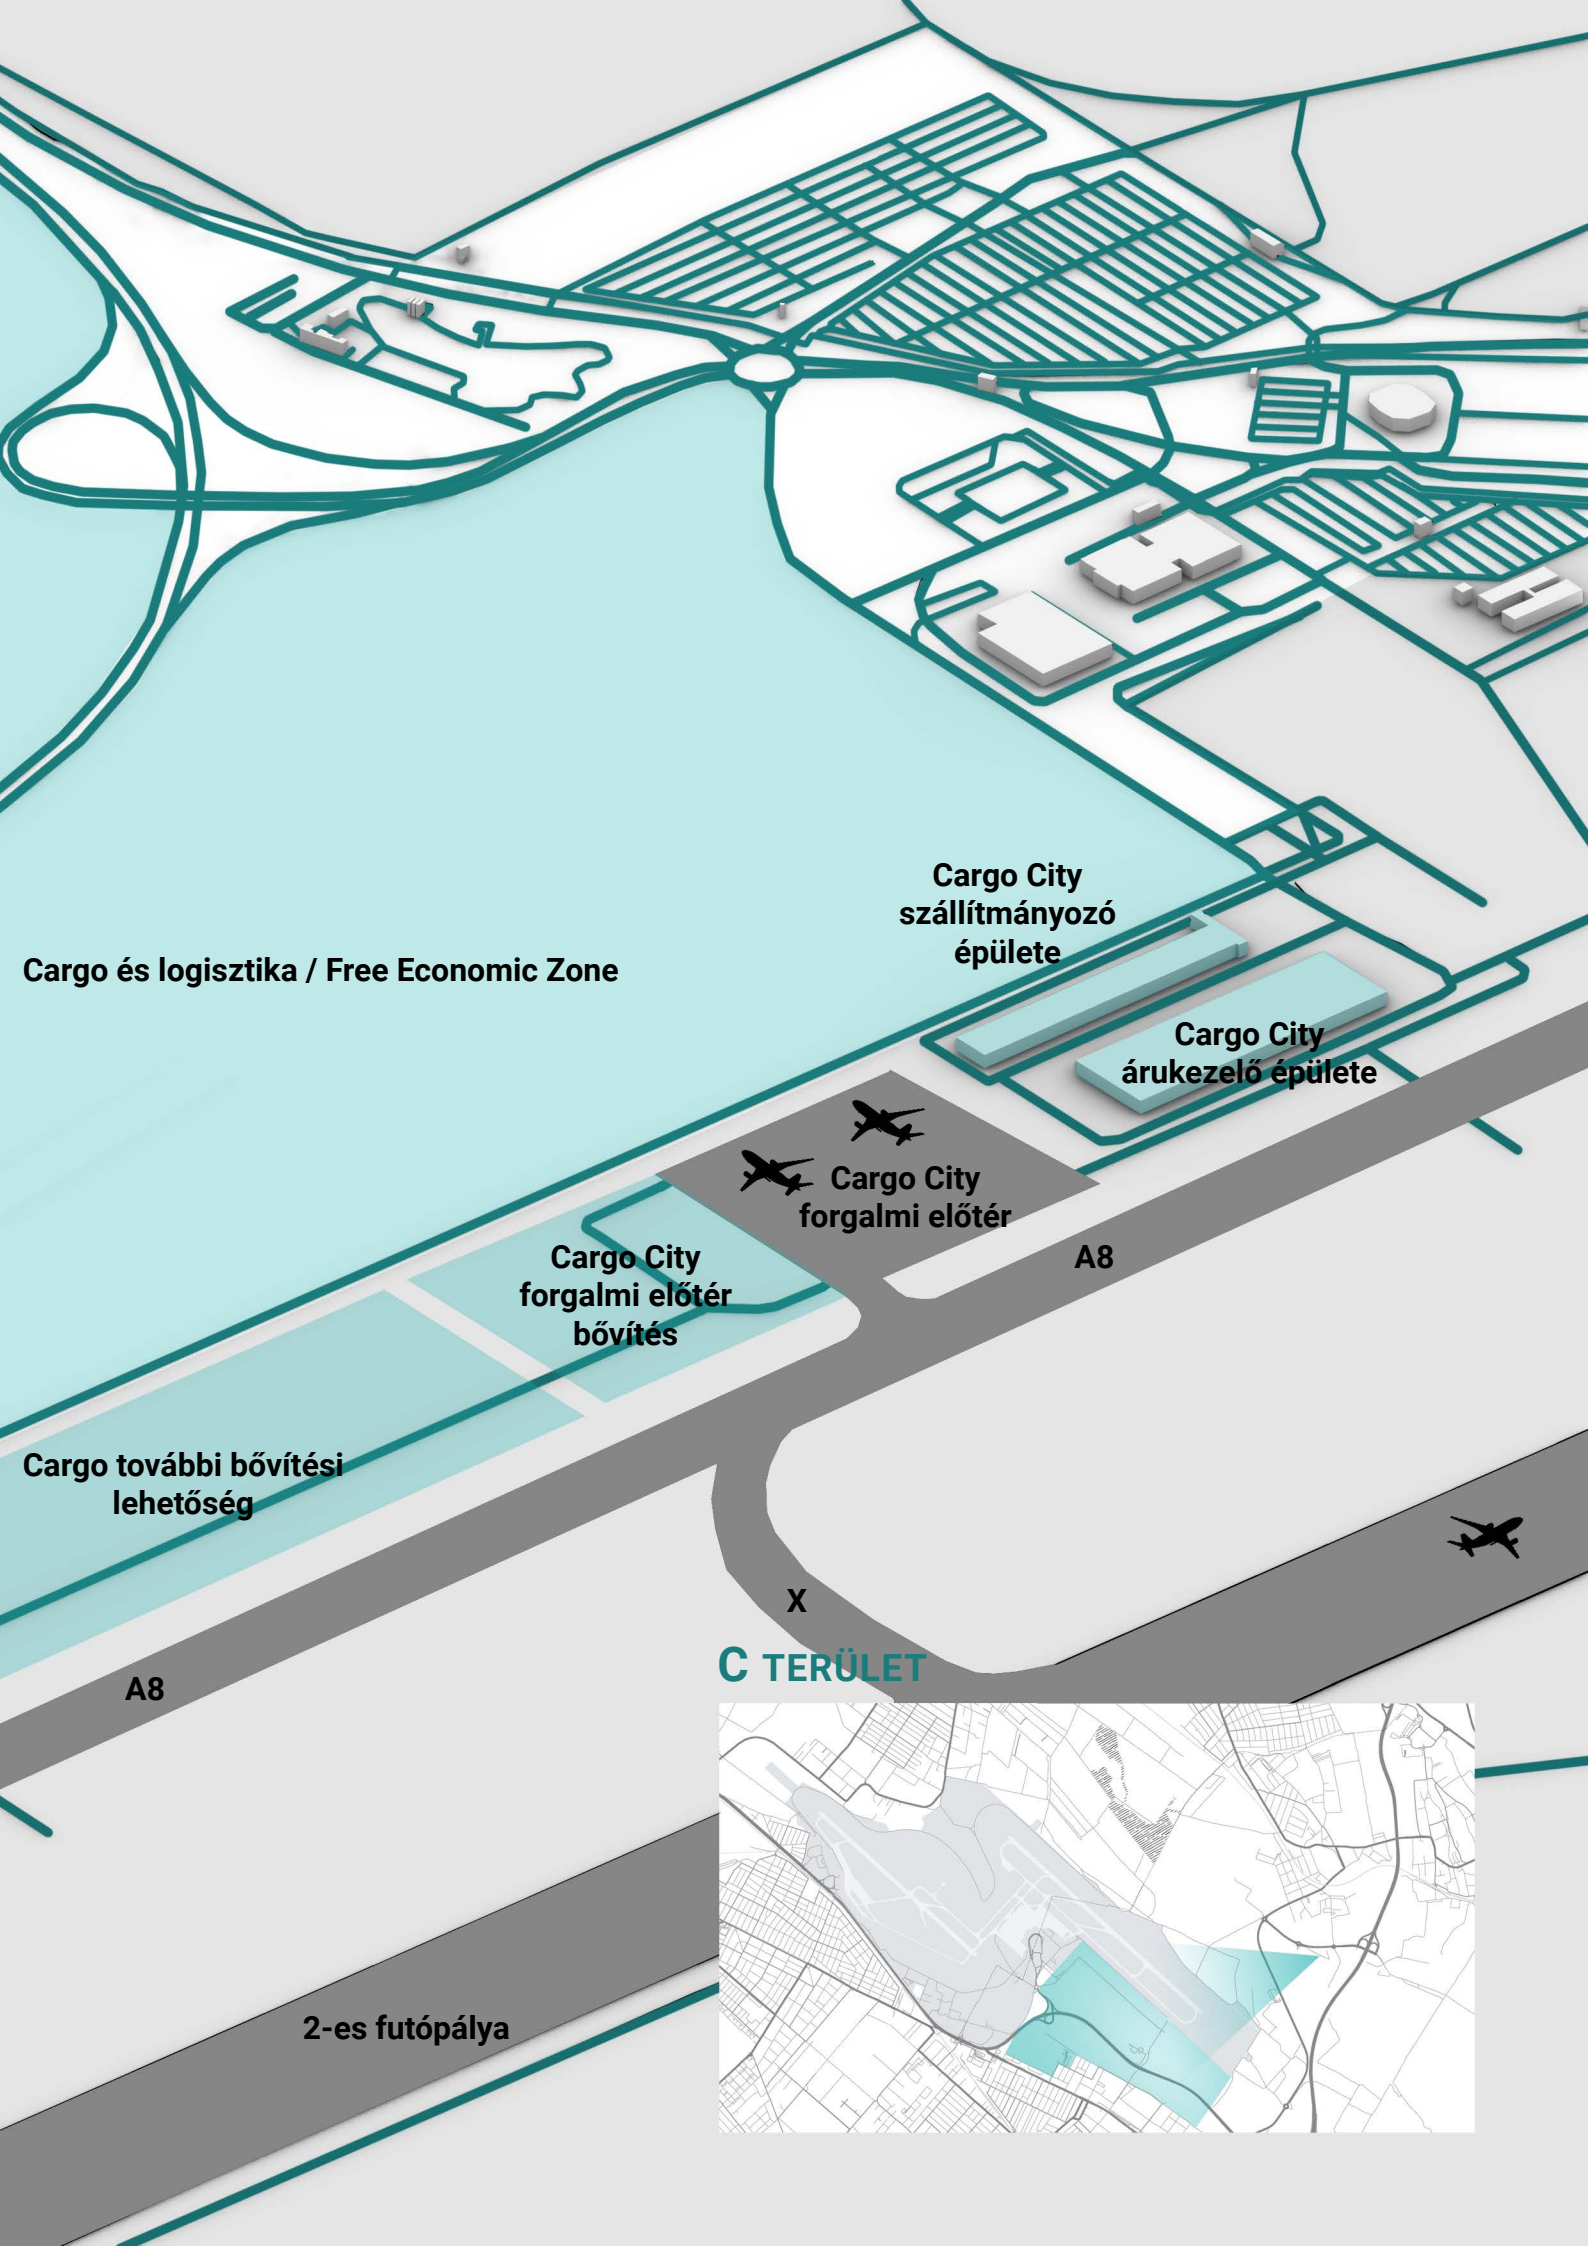 Cargo City
szállítmányozó
épülete
Cargo és logisztika / Free Economic Zone
Cargo City
árukezelő épülete
Cargo City
forgalmi előtér
A8
Cargo City
forgalmi előtér
bővítés
Cargo további bővítési
lehetőség
X
C TERÜLET
A8
2-es futópálya